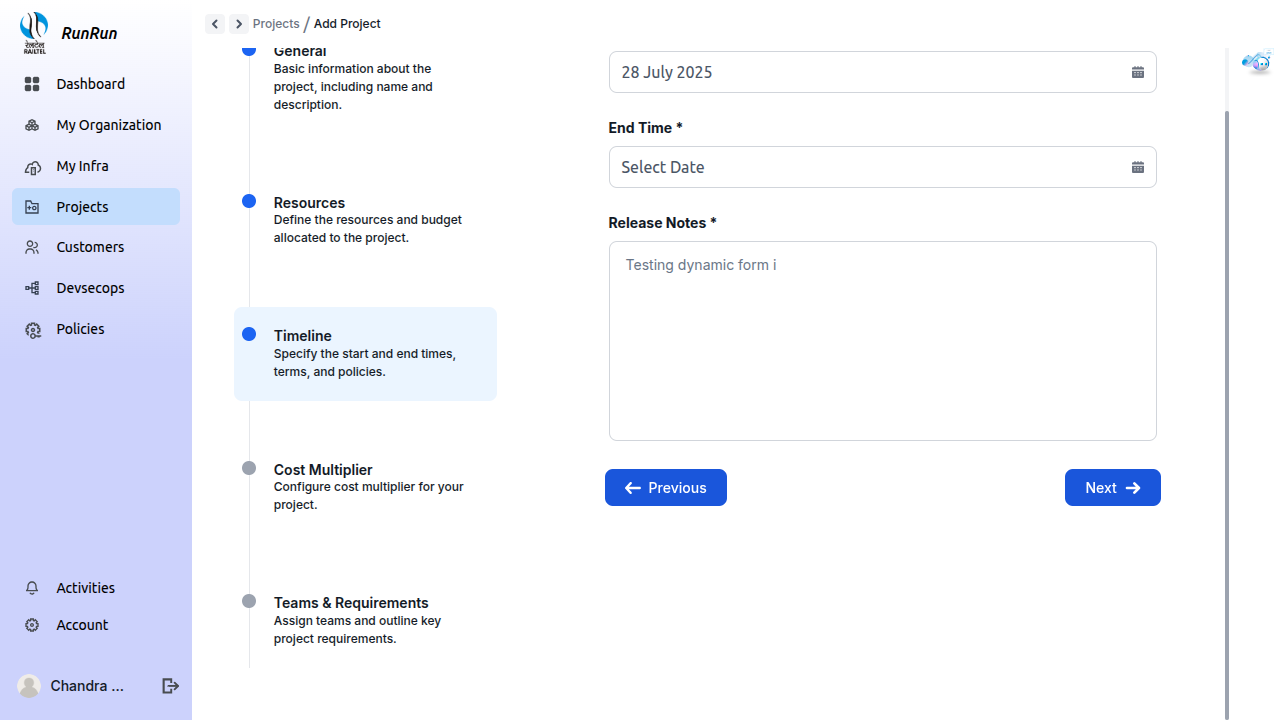 रेलटेल
RAILTEL
RunRun
Dashboard
My Organization
My Infra
Projects
Customers
Devsecops
Policies
Activities
Account
Chandra ...
Projects / Add Project
General
Basic information about the
project, including name and
description.
Resources
Define the resources and budget
allocated to the project.
Timeline
Specify the start and end times,
terms, and policies.
Cost Multiplier
Configure cost multiplier for your
project.
Teams & Requirements
Assign teams and outline key
project requirements.
28 July 2025
End Time *
Select Date
Release Notes *
Testing dynamic form i
Previous
Next